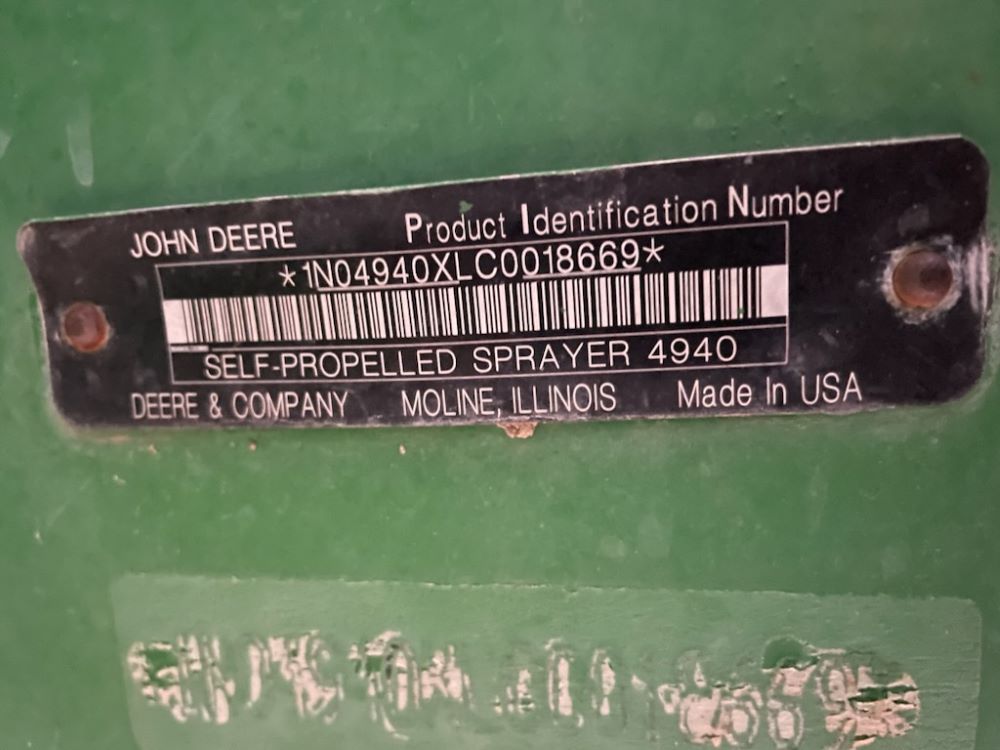 JOHN DEERE Product Identification Number
*1N04940XLC0018669*
SELF-PROPELLED SPRAYER 4940
DEERE & COMPANY MOLINE, ILLINOIS Made In USA